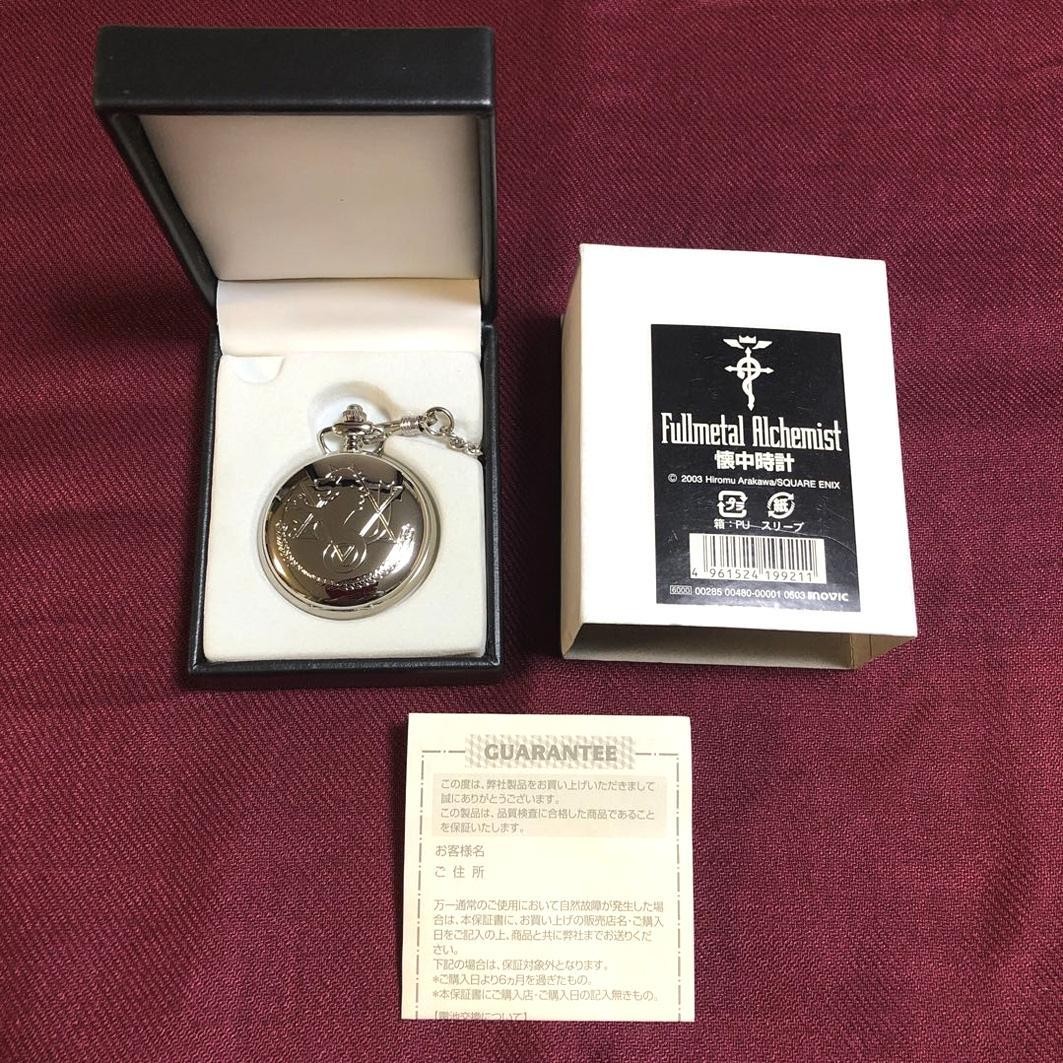 Fullmetal Alchemist
懐中時計
© 2003 Hiromu Arakawa/SQUARE ENIX
プラ 紙
箱:PU スリーブ
4 961524 199211
6000 00285 00480-00001 0503 movic
GUARANTEE
この度は、弊社製品をお買い上げいただきまして
誠にありがとうございます。
この製品は、品質検査に合格した商品であること
を保証いたします。
お客様名
ご住所
万一通常のご使用において自然故障が発生した場
合は、本保証書に、お買い上げの販売店名・ご購入
日をご記入の上、商品と共に弊社までお送りくだ
さい。
下記の場合は、保証対象外となります。
*ご購入日より6ヵ月を過ぎたもの。
*本保証書にご購入店・ご購入日の記入無きもの。
【電池交換について】